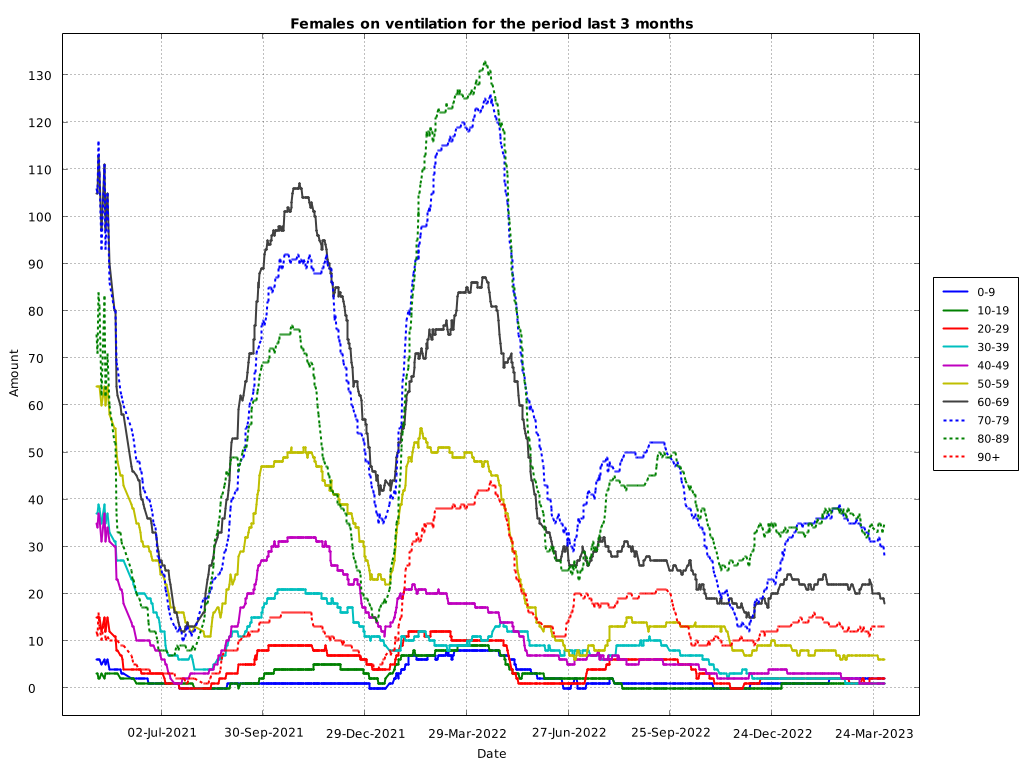 Females on ventilation for the period last 3 months
130
120
110
100
90
80
70
60
50
40
30
20
10
0
Amount
02-Jul-2021
30-Sep-2021
29-Dec-2021
29-Mar-2022
27-Jun-2022
25-Sep-2022
24-Dec-2022
24-Mar-2023
Date
0-9
10-19
20-29
30-39
40-49
50-59
60-69
70-79
80-89
90+